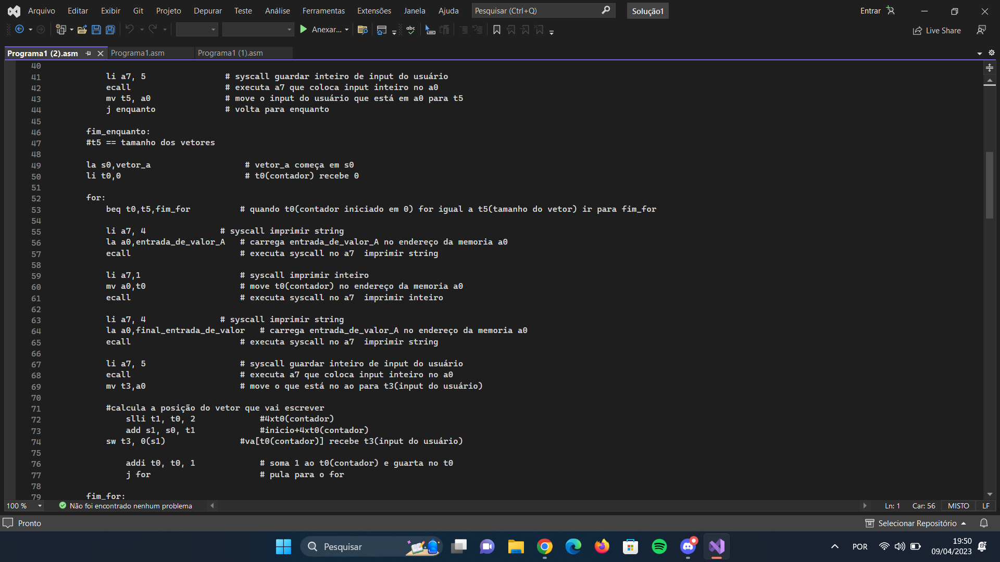 Arquivo Editar Exibir Git Projeto Depurar Teste Análise Ferramentas Extensões Janela Ajuda Pesquisar (Ctrl+Q) Solução1 Entrar
Anexar... Live Share
Programa1 (2).asm Programa1.asm Programa1 (1).asm
40
41 li a7, 5 # syscall guardar inteiro de input do usuário
42 ecall # executa a7 que coloca input inteiro no a0
43 mv t5, a0 # move o input do usuário que está em a0 para t5
44 j enquanto # volta para enquanto
45
46 fim_enquanto:
47 #t5 == tamanho dos vetores
48
49 la s0,vetor_a # vetor_a começa em s0
50 li t0,0 # t0(contador) recebe 0
51
52 for:
53 beq t0,t5,fim_for # quando t0(contador iniciado em 0) for igual a t5(tamanho do vetor) ir para fim_for
54
55 li a7, 4 # syscall imprimir string
56 la a0,entrada_de_valor_A # carrega entrada_de_valor_A no endereço da memoria a0
57 ecall # executa syscall no a7  imprimir string
58
59 li a7,1 # syscall imprimir inteiro
60 mv a0,t0 # move t0(contador) no endereço da memoria a0
61 ecall # executa syscall no a7  imprimir inteiro
62
63 li a7, 4 # syscall imprimir string
64 la a0,final_entrada_de_valor # carrega entrada_de_valor_A no endereço da memoria a0
65 ecall # executa syscall no a7  imprimir string
66
67 li a7, 5 # syscall guardar inteiro de input do usuário
68 ecall # executa a7 que coloca input inteiro no a0
69 mv t3,a0 # move o que está no ao para t3(input do usuário)
70
71 #calcula a posição do vetor que vai escrever
72 slli t1, t0, 2 #4xt0(contador)
73 add s1, s0, t1 #inicio+4xt0(contador)
74 sw t3, 0(s1) #va[t0(contador)] recebe t3(input do usuário)
75
76 addi t0, t0, 1 # soma 1 ao t0(contador) e guarta no t0
77 j for # pula para o for
78
79 fim_for:
100 % Não foi encontrado nenhum problema Ln: 1 Car: 56 MISTO LF
Pronto Selecionar Repositório
Pesquisar POR 19:50
09/04/2023